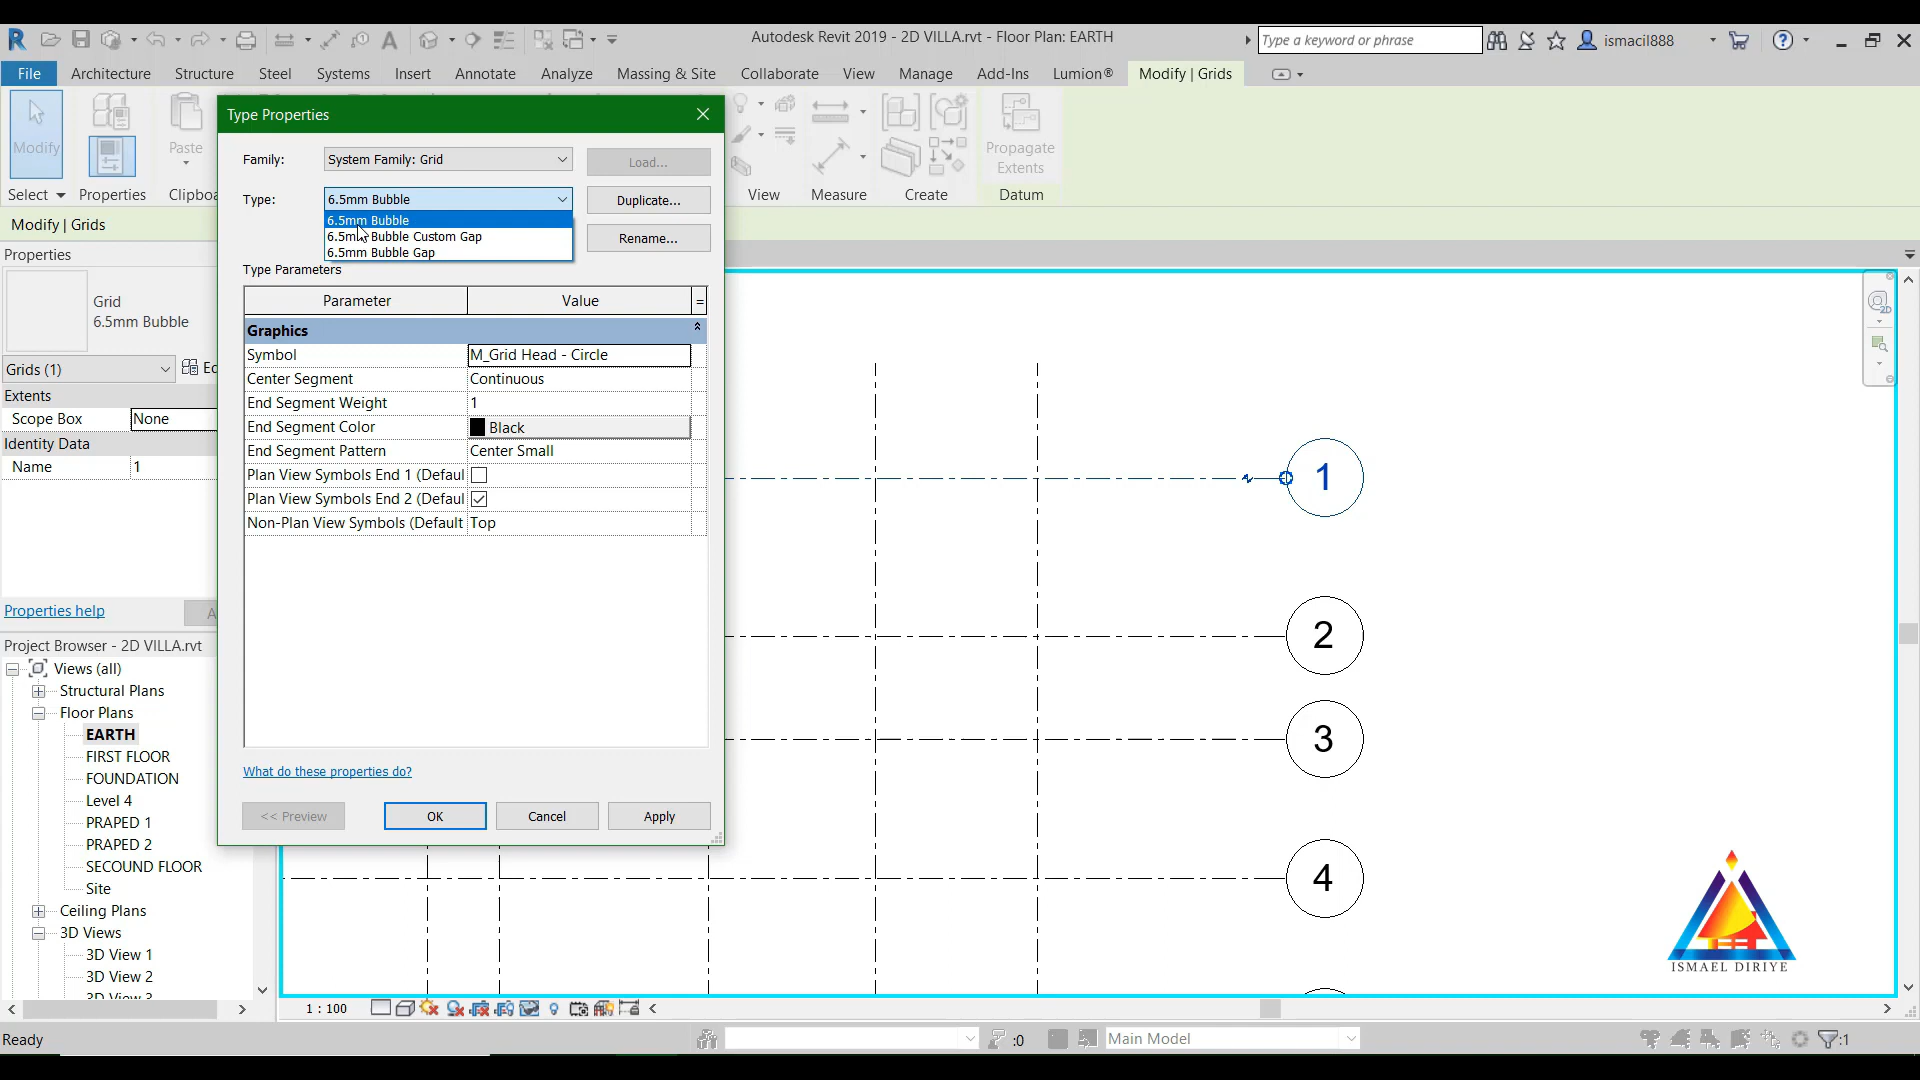 Autodesk Revit 2019 - 2D VILLA.rvt - Floor Plan: EARTH
Type a keyword or phrase
ismacil888
File Architecture Structure Steel Systems Insert Annotate Analyze Massing & Site Collaborate View Manage Add-Ins Lumion® Modify | Grids
Modify
Paste
Propagate
Extents
Select Properties View Measure Create Datum
Modify | Grids
Type Properties
Family: System Family: Grid Load...
Type: 6.5mm Bubble Duplicate...
6.5mm Bubble
6.5mm Bubble Custom Gap Rename...
6.5mm Bubble Gap
Type Parameters
Parameter Value =
Graphics
Symbol M_Grid Head - Circle
Center Segment Continuous
End Segment Weight 1
End Segment Color Black
End Segment Pattern Center Small
Plan View Symbols End 1 (Defaul
Plan View Symbols End 2 (Defaul
Non-Plan View Symbols (Default Top
What do these properties do?
<< Preview OK Cancel Apply
Properties
Grid
6.5mm Bubble
Grids (1)
Extents
Scope Box None
Identity Data
Name 1
Properties help
Project Browser - 2D VILLA.rvt
Views (all)
Structural Plans
Floor Plans
EARTH
FIRST FLOOR
FOUNDATION
Level 4
PRAPED 1
PRAPED 2
SECOUND FLOOR
Site
Ceiling Plans
3D Views
3D View 1
3D View 2
1
2
3
4
ISMAEL DIRIYE
1 : 100
Ready
:0
Main Model
:1